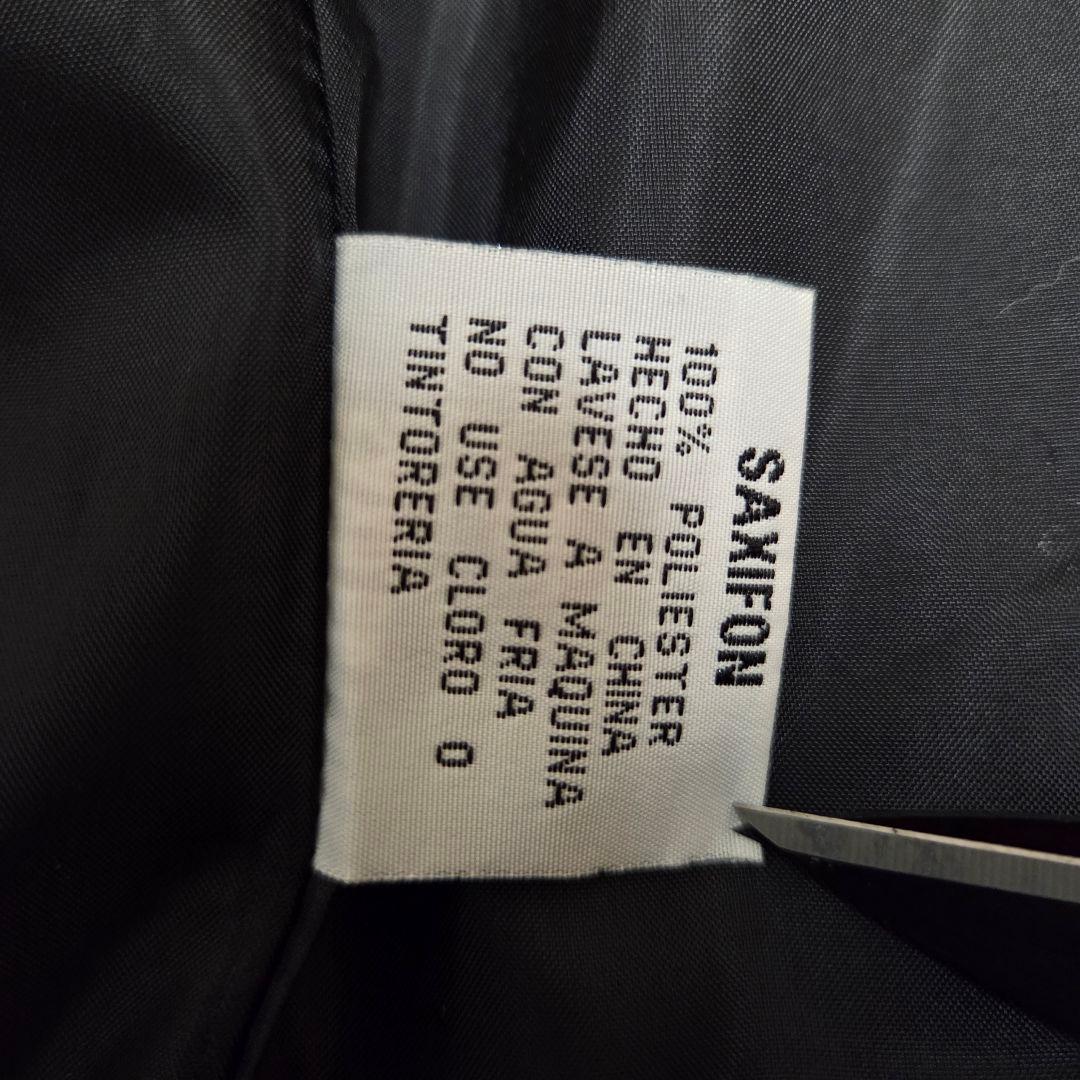 SAXIFON
100% POLIESTER
HECHO EN CHINA
LAVESE A MAQUINA
CON AGUA FRIA
NO USE CLORO O
TINTORERIA